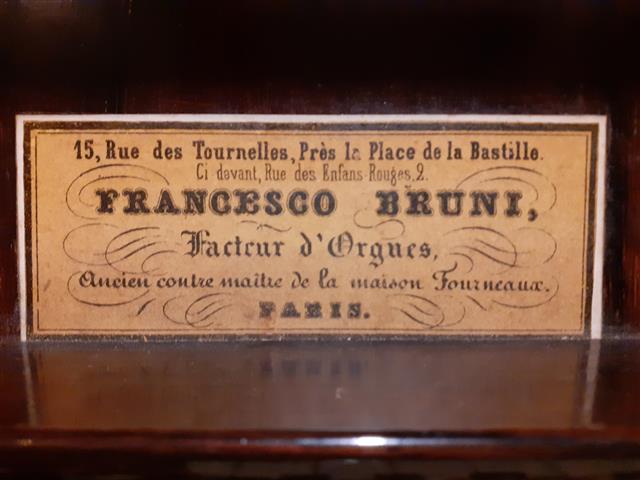 15, Rue des Tournelles, Près la Place de la Bastille.
Ci devant, Rue des Enfans-Rouges, 2.
FRANCESCO BRUNI,
Facteur d'Orgues,
Ancien contre maître de la maison Fourneaux.
PARIS.